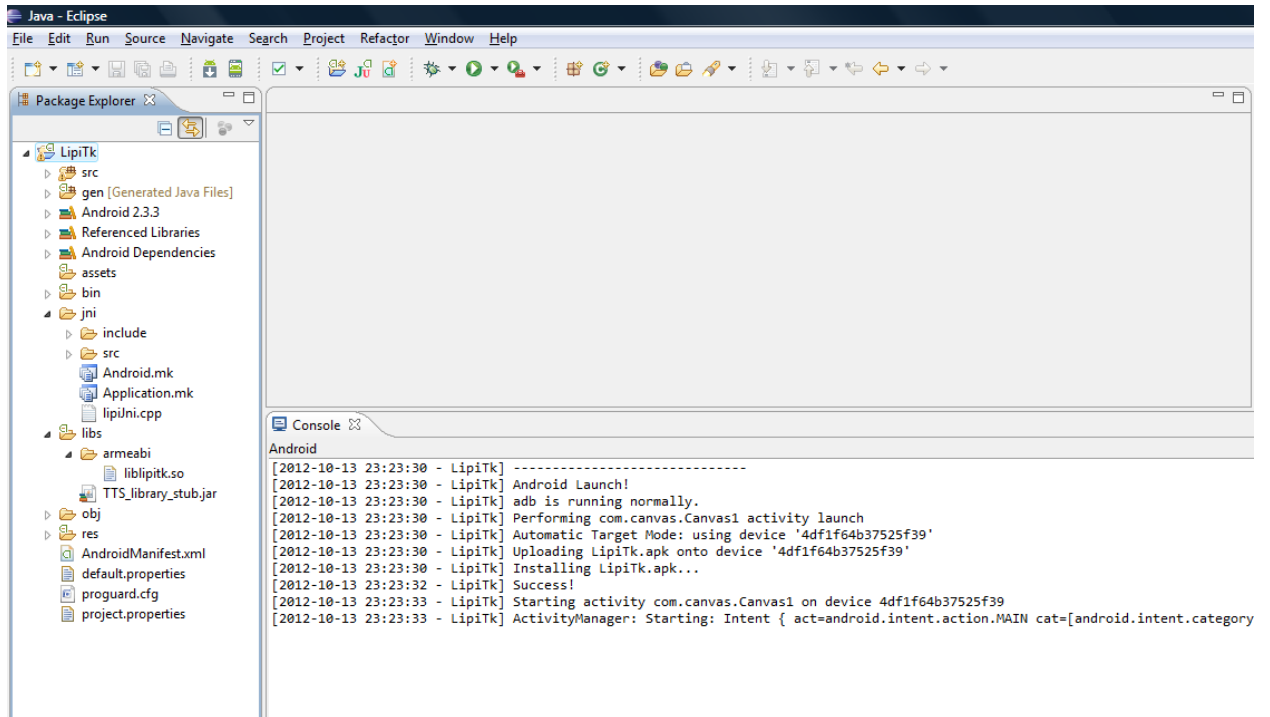 Java - Eclipse
File Edit Run Source Navigate Search Project Refactor Window Help
Package Explorer
LipiTk
src
gen [Generated Java Files]
Android 2.3.3
Referenced Libraries
Android Dependencies
assets
bin
jni
include
src
Android.mk
Application.mk
lipiJni.cpp
libs
armeabi
liblipitk.so
TTS_library_stub.jar
obj
res
AndroidManifest.xml
default.properties
proguard.cfg
project.properties
Console
Android
[2012-10-13 23:23:30 - LipiTk] ------------------------------
[2012-10-13 23:23:30 - LipiTk] Android Launch!
[2012-10-13 23:23:30 - LipiTk] adb is running normally.
[2012-10-13 23:23:30 - LipiTk] Performing com.canvas.Canvas1 activity launch
[2012-10-13 23:23:30 - LipiTk] Automatic Target Mode: using device '4df1f64b37525f39'
[2012-10-13 23:23:30 - LipiTk] Uploading LipiTk.apk onto device '4df1f64b37525f39'
[2012-10-13 23:23:30 - LipiTk] Installing LipiTk.apk...
[2012-10-13 23:23:32 - LipiTk] Success!
[2012-10-13 23:23:33 - LipiTk] Starting activity com.canvas.Canvas1 on device 4df1f64b37525f39
[2012-10-13 23:23:33 - LipiTk] ActivityManager: Starting: Intent { act=android.intent.action.MAIN cat=[android.intent.category